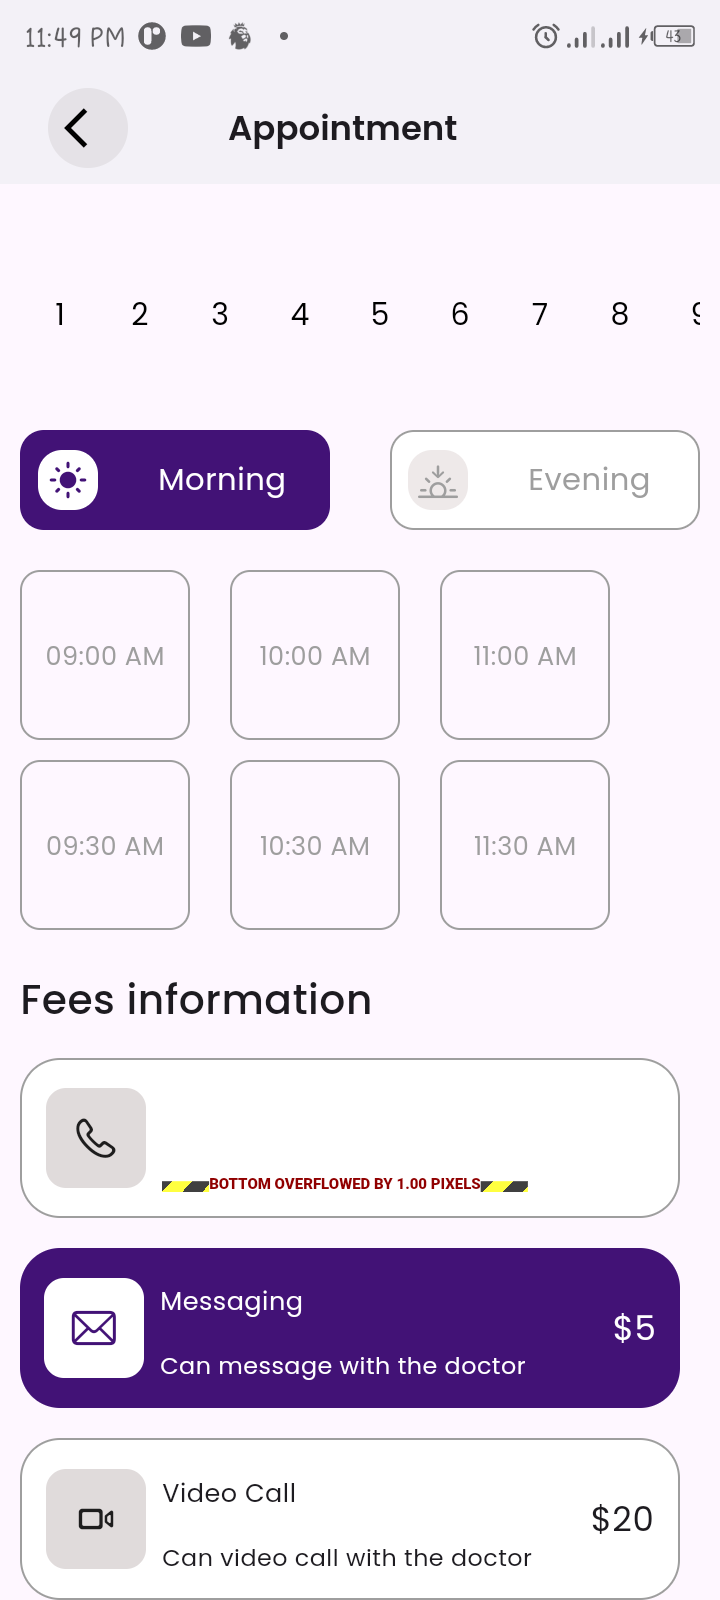 11:49 PM 43
Appointment
1 2 3 4 5 6 7 8 9
Morning Evening
09:00 AM 10:00 AM 11:00 AM
09:30 AM 10:30 AM 11:30 AM
Fees information
BOTTOM OVERFLOWED BY 1.00 PIXELS
Messaging
$5
Can message with the doctor
Video Call
$20
Can video call with the doctor